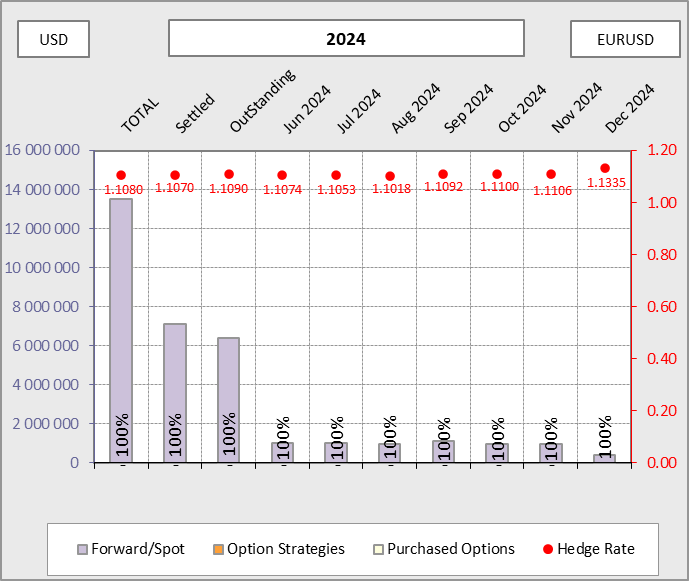 USD
2024
EURUSD
TOTAL
Settled
OutStanding
Jun 2024
Jul 2024
Aug 2024
Sep 2024
Oct 2024
Nov 2024
Dec 2024
16 000 000
14 000 000
12 000 000
10 000 000
8 000 000
6 000 000
4 000 000
2 000 000
0
1.1080
1.1070
1.1090
1.1074
1.1053
1.1018
1.1092
1.1100
1.1106
1.1335
100%
100%
100%
100%
100%
100%
100%
100%
100%
100%
1.20
1.00
0.80
0.60
0.40
0.20
0.00
Forward/Spot
Option Strategies
Purchased Options
Hedge Rate